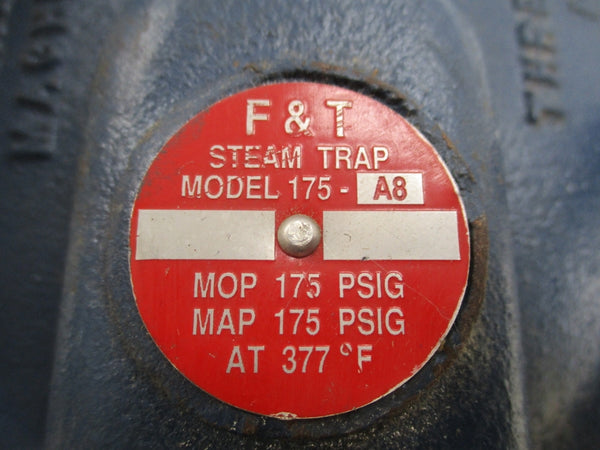 F & T
STEAM TRAP
MODEL 175 - A8
MOP 175 PSIG
MAP 175 PSIG
AT 377 °F